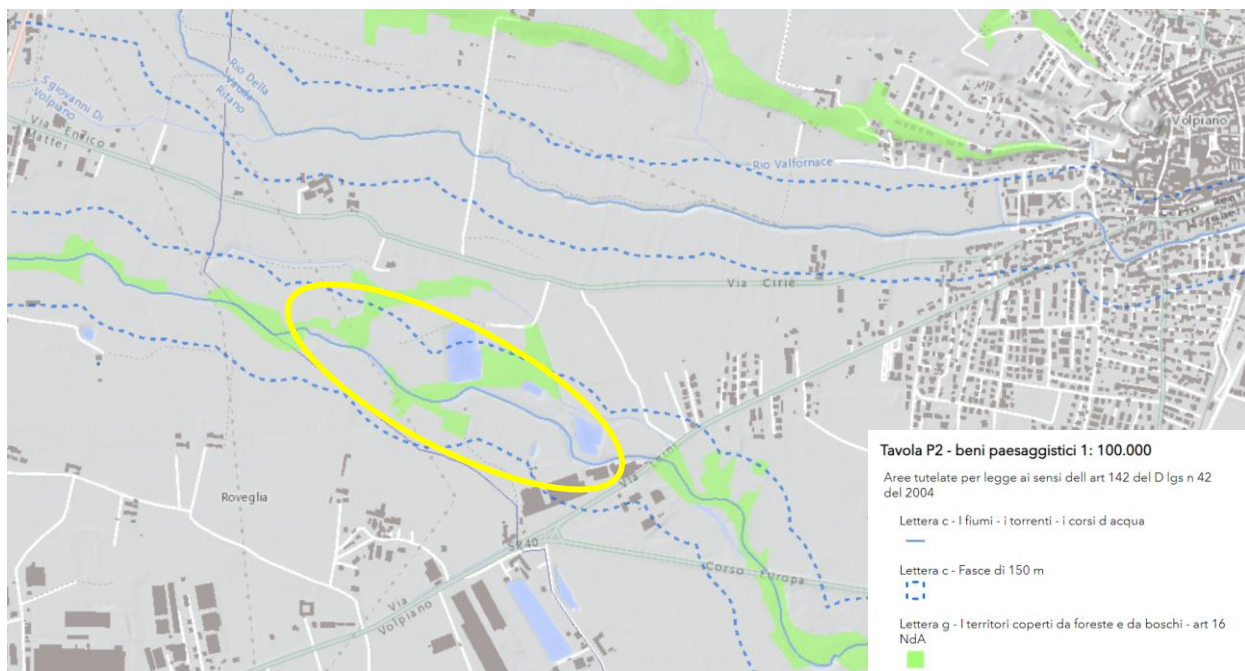 Rio Della
Vauda
Ritano
S.giovanni Di
Volpiano
Via Enrico
Mattei
Volpiano
Rio Valfornace
Via Cirié
Roveglia
SP40
Via
Volpiano
Corso Europa
Tavola P2 - beni paesaggistici 1: 100.000
Aree tutelate per legge ai sensi dell art 142 del D lgs n 42
del 2004
Lettera c - I fiumi - i torrenti - i corsi d acqua
Lettera c - Fasce di 150 m
Lettera g - I territori coperti da foreste e da boschi - art 16
NdA